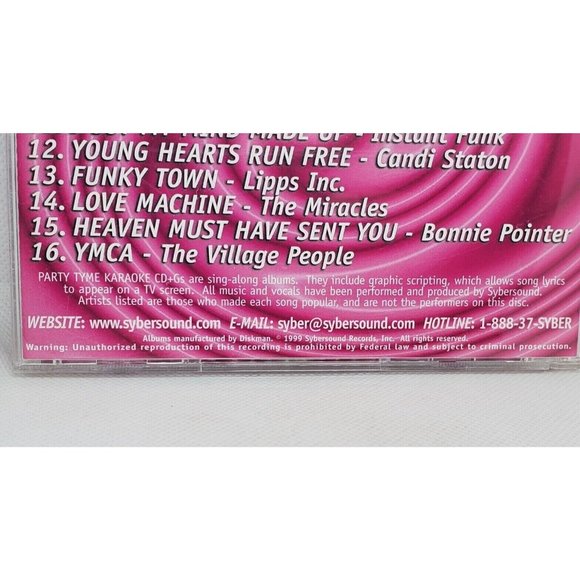 MIND MADE UP - Instant Funk
12. YOUNG HEARTS RUN FREE - Candi Staton
13. FUNKY TOWN - Lipps Inc.
14. LOVE MACHINE - The Miracles
15. HEAVEN MUST HAVE SENT YOU - Bonnie Pointer
16. YMCA - The Village People
PARTY TYME KARAOKE CD+Gs are sing-along albums. They include graphic scripting, which allows song lyrics
to appear on a TV screen. All music and vocals have been performed and produced by Sybersound.
Artists listed are those who made each song popular, and are not the performers on this disc.
WEBSITE: www.sybersound.com E-MAIL: syber@sybersound.com HOTLINE: 1-888-37-SYBER
Albums manufactured by Diskman. © 1999 Sybersound Records, Inc. All rights reserved.
Warning: Unauthorized reproduction of this recording is prohibited by Federal law and subject to criminal prosecution.